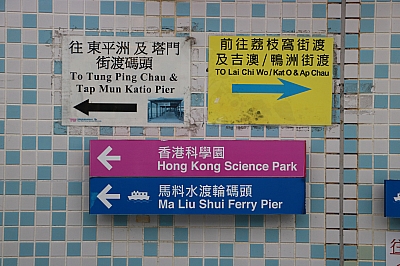 往 東平洲 及 塔門
街渡碼頭
To Tung Ping Chau &
Tap Mun Katio Pier
前往荔枝窩街渡
及吉澳/鴨洲街渡
TO Lai Chi Wo/Kat O & Ap Chau
香港科學園
Hong Kong Science Park
馬料水渡輪碼頭
Ma Liu Shui Ferry Pier
往